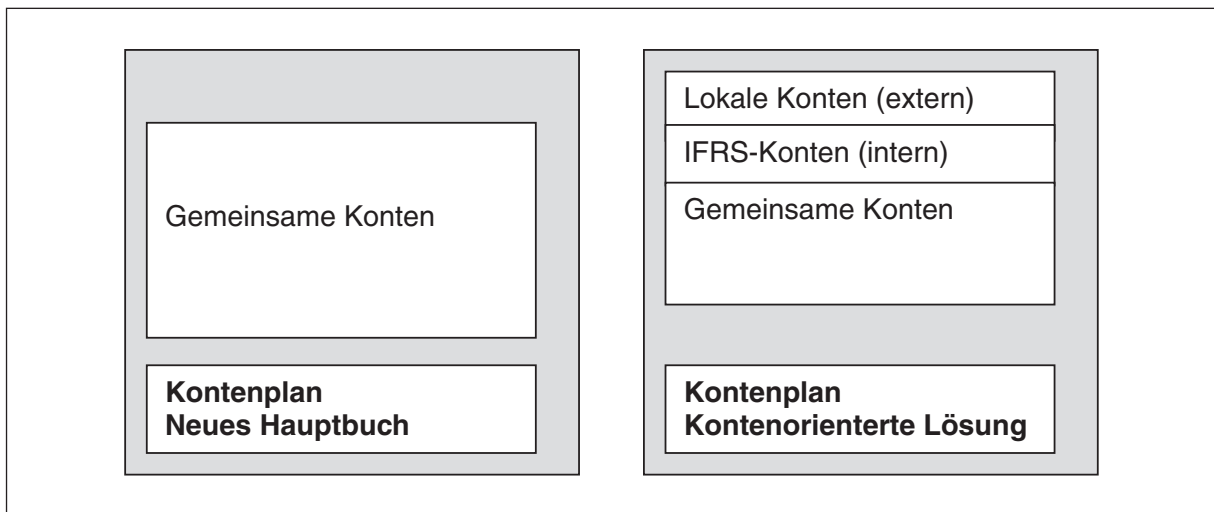 Gemeinsame Konten
Kontenplan
Neues Hauptbuch
Lokale Konten (extern)
IFRS-Konten (intern)
Gemeinsame Konten
Kontenplan
Kontenorienterte Lösung